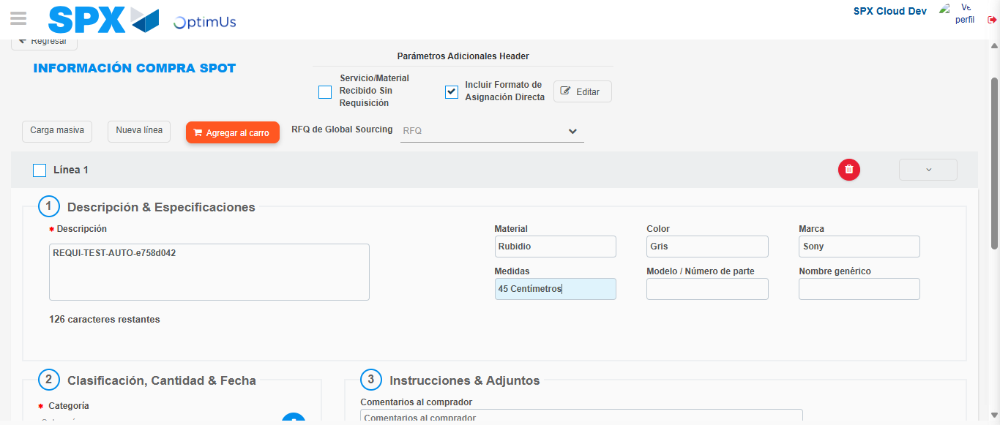 SPX
OptimUs
SPX Cloud Dev
Ve
perfil
Regresar
INFORMACIÓN COMPRA SPOT
Parámetros Adicionales Header
Servicio/Material
Recibido Sin
Requisición
Incluir Formato de
Asignación Directa
Editar
Carga masiva
Nueva línea
Agregar al carro
RFQ de Global Sourcing
RFQ
Línea 1
1 Descripción & Especificaciones
* Descripción
REQUI-TEST-AUTO-e758d042
126 caracteres restantes
Material
Color
Marca
Rubidio
Gris
Sony
Medidas
Modelo / Número de parte
Nombre genérico
45 Centímetros
2 Clasificación, Cantidad & Fecha
* Categoría
3 Instrucciones & Adjuntos
Comentarios al comprador
Comentarios al comprador